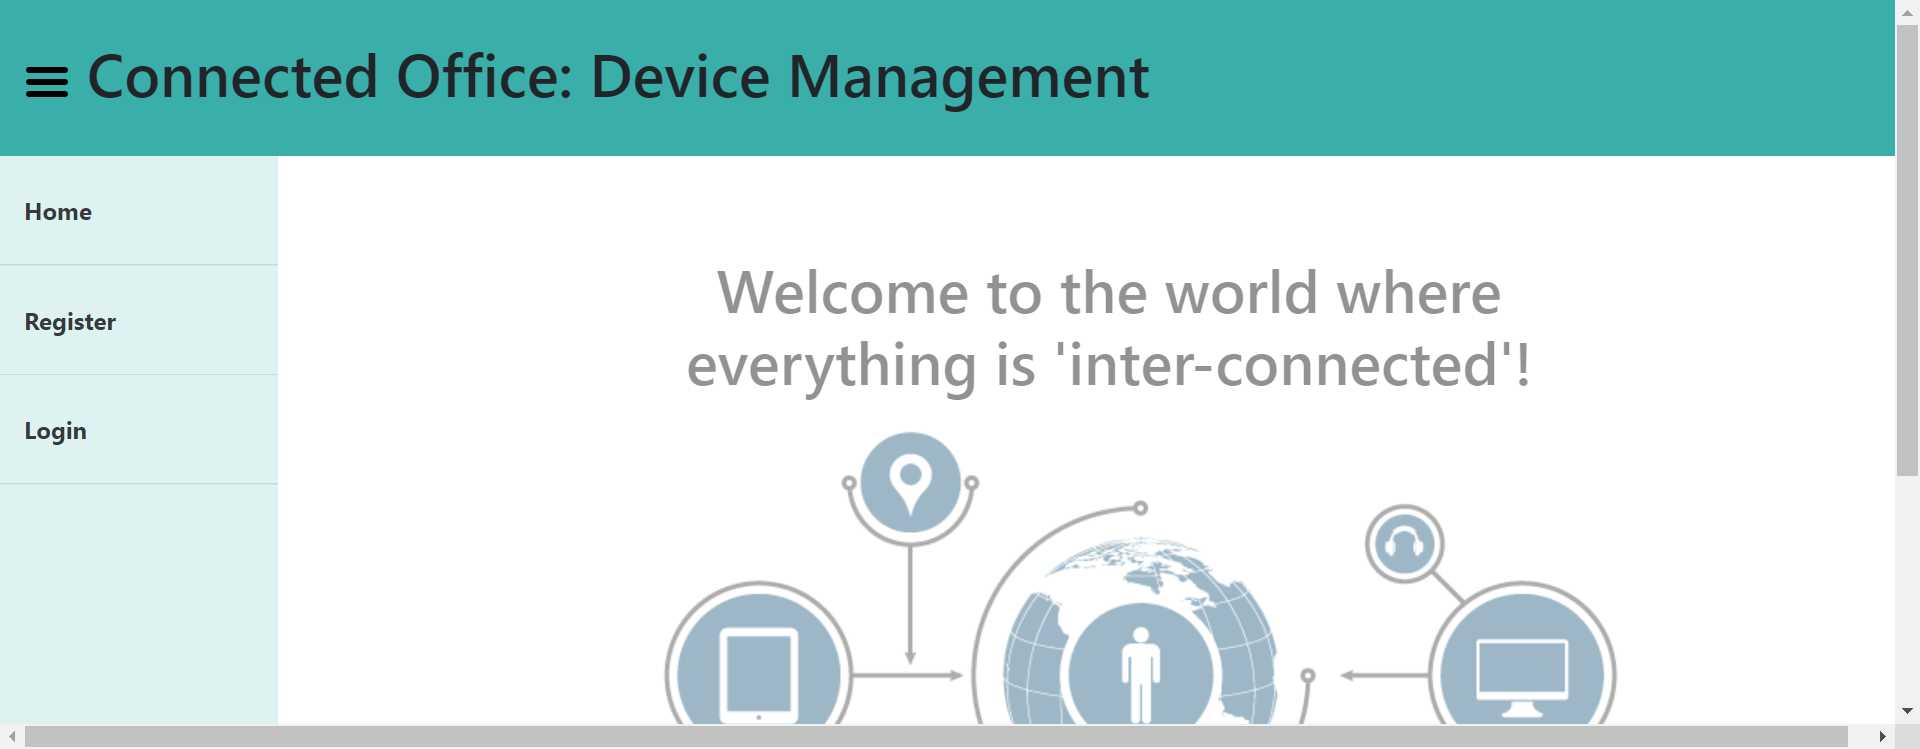 Connected Office: Device Management
Home
Register
Login
Welcome to the world where
everything is 'inter-connected'!